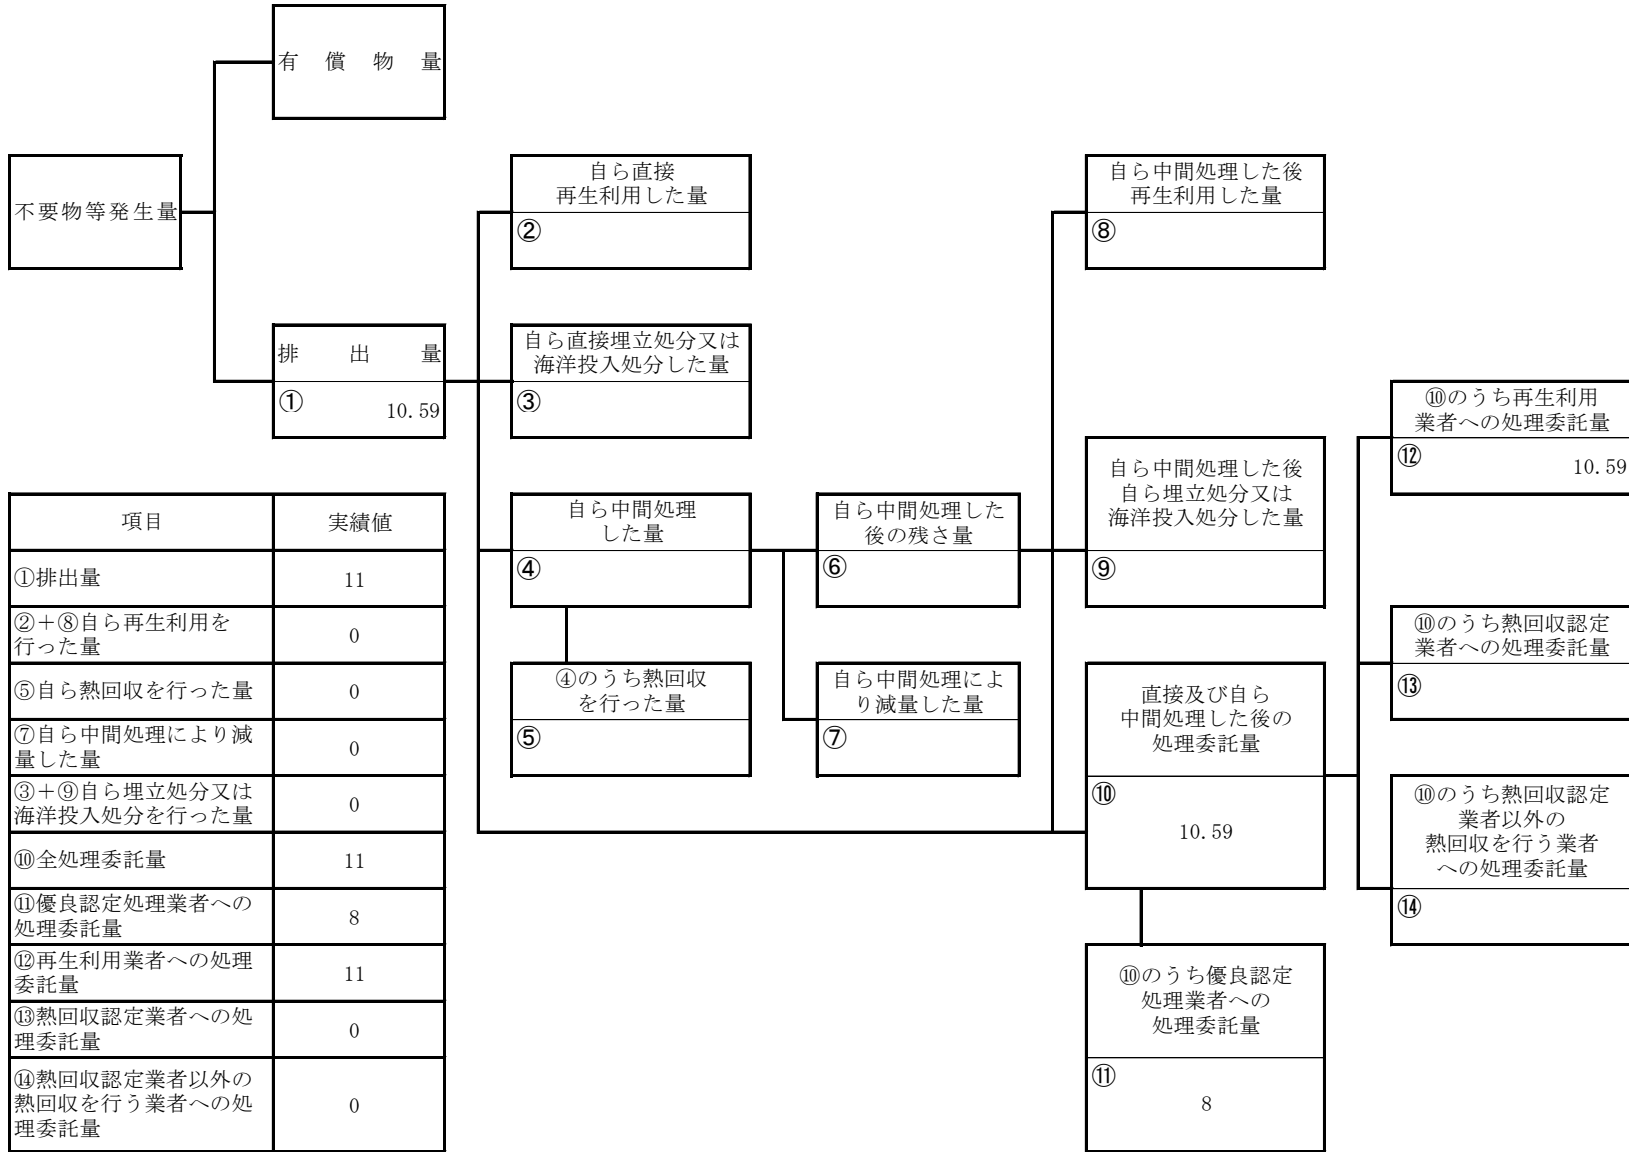 有償物量
不要物等発生量
排出量
① 10.59
自ら直接
再生利用した量
②
自ら直接埋立処分又は
海洋投入処分した量
③
自ら中間処理
した量
④
④のうち熱回収
を行った量
⑤
自ら中間処理した
後の残さ量
⑥
自ら中間処理によ
り減量した量
⑦
自ら中間処理した後
再生利用した量
⑧
自ら中間処理した後
自ら埋立処分又は
海洋投入処分した量
⑨
直接及び自ら
中間処理した後の
処理委託量
⑩
10.59
⑩のうち優良認定
処理業者への
処理委託量
⑪
8
⑩のうち再生利用
業者への処理委託量
⑫ 10.59
⑩のうち熱回収認定
業者への処理委託量
⑬
⑩のうち熱回収認定
業者以外の
熱回収を行う業者
への処理委託量
⑭
項目 実績値
①排出量 11
②+⑧自ら再生利用を
行った量 0
⑤自ら熱回収を行った量 0
⑦自ら中間処理により減
量した量 0
③+⑨自ら埋立処分又は
海洋投入処分を行った量 0
⑩全処理委託量 11
⑪優良認定処理業者への
処理委託量 8
⑫再生利用業者への処理
委託量 11
⑬熱回収認定業者への処
理委託量 0
⑭熱回収認定業者以外の
熱回収を行う業者への処
理委託量 0